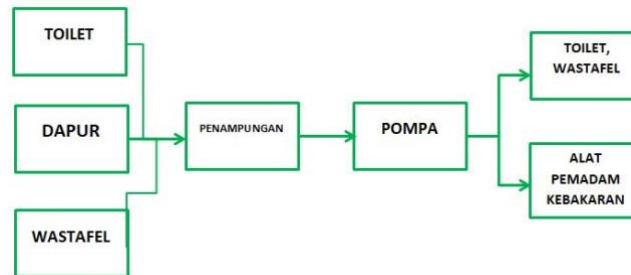 TOILET
DAPUR
WASTAFEL
PENAMPUNGAN
POMPA
TOILET,
WASTAFEL
ALAT
PEMADAM
KEBAKARAN